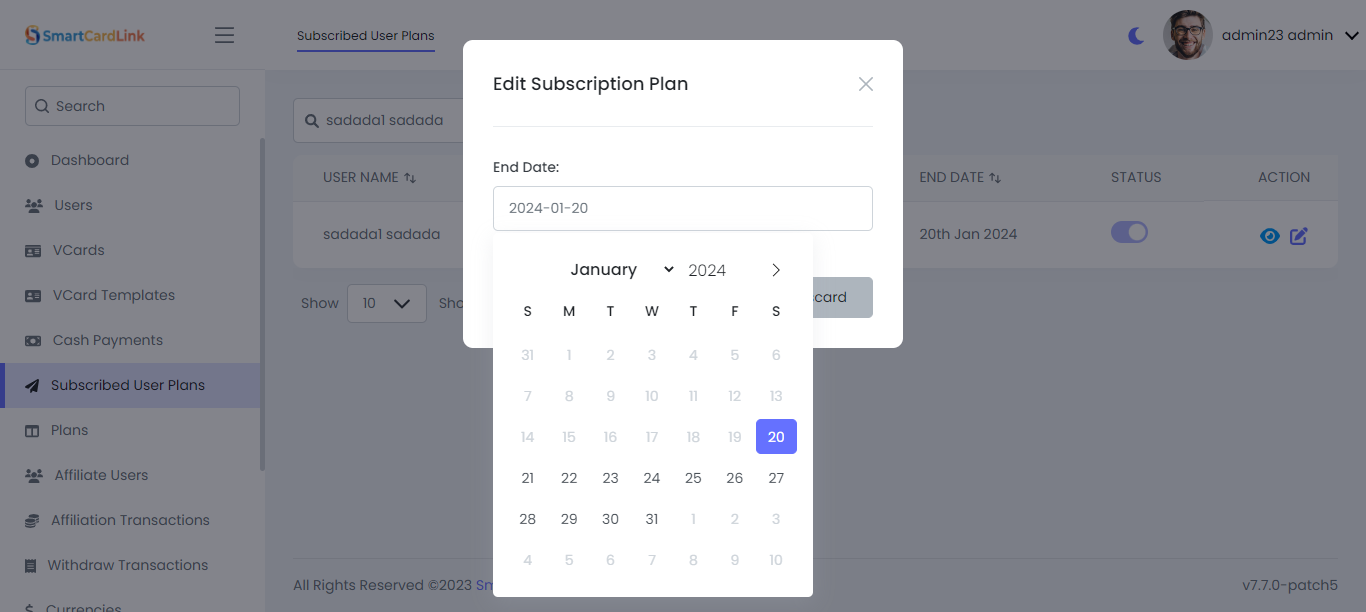 SmartCardLink
Subscribed User Plans
admin23 admin
Search
Dashboard
Users
VCards
VCard Templates
Cash Payments
Subscribed User Plans
Plans
Affiliate Users
Affiliation Transactions
Withdraw Transactions
Currencies
sadada1 sadada
USER NAME
END DATE
STATUS
ACTION
sadada1 sadada
20th Jan 2024
Show
10
Edit Subscription Plan
End Date:
2024-01-20
January 2024
S M T W T F S
31 1 2 3 4 5 6
7 8 9 10 11 12 13
14 15 16 17 18 19 20
21 22 23 24 25 26 27
28 29 30 31 1 2 3
4 5 6 7 8 9 10
All Rights Reserved ©2023
v7.7.0-patch5